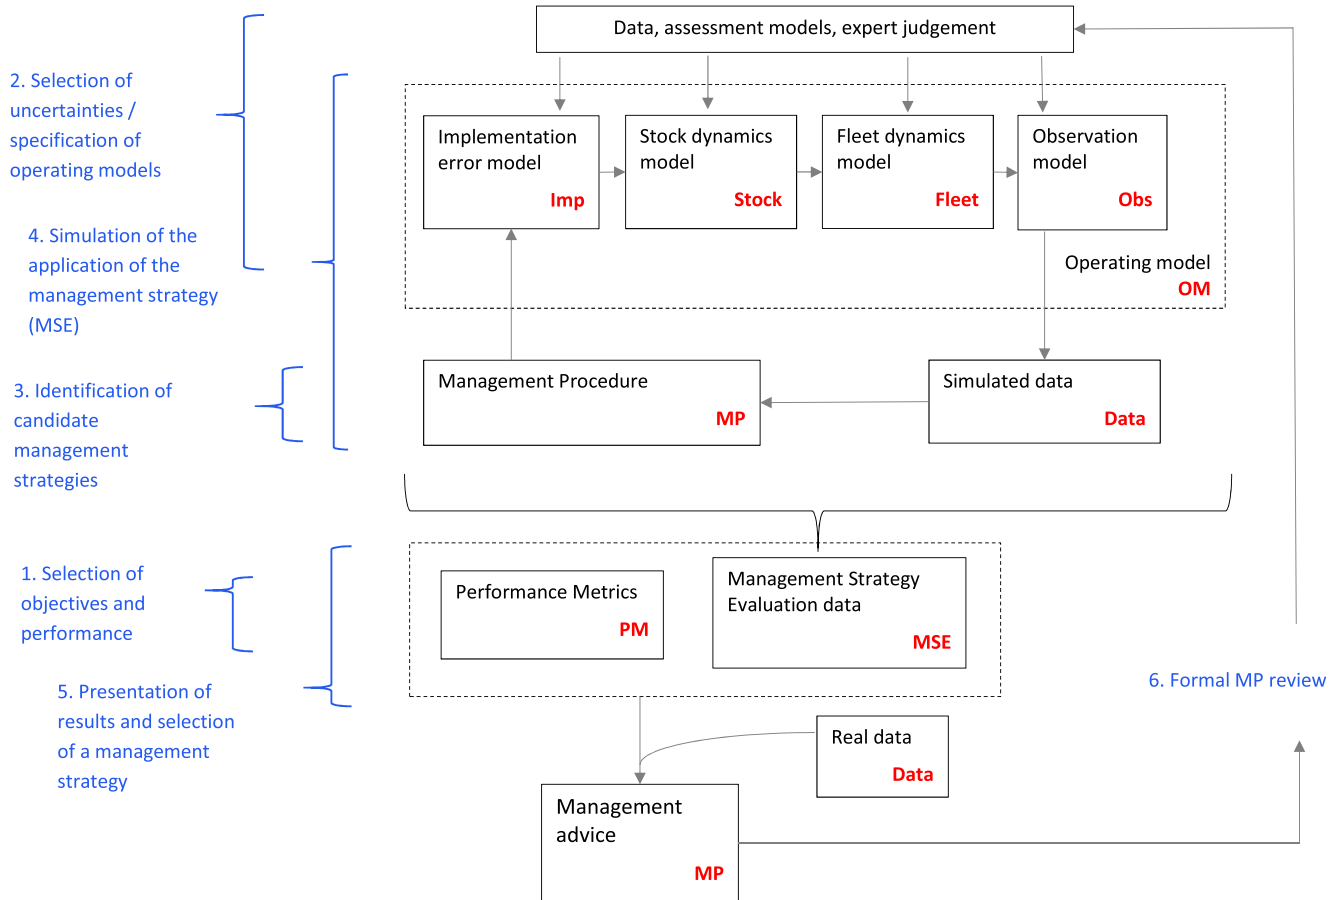 Data, assessment models, expert judgement
2. Selection of
uncertainties /
specification of
operating models
Implementation
error model
Imp
Stock dynamics
model
Stock
Fleet dynamics
model
Fleet
Observation
model
Obs
Operating model
OM
4. Simulation of the
application of the
management strategy
(MSE)
3. Identification of
candidate
management
strategies
Management Procedure
MP
Simulated data
Data
1. Selection of
objectives and
performance
Performance Metrics
PM
Management Strategy
Evaluation data
MSE
5. Presentation of
results and selection
of a management
strategy
6. Formal MP review
Real data
Data
Management
advice
MP